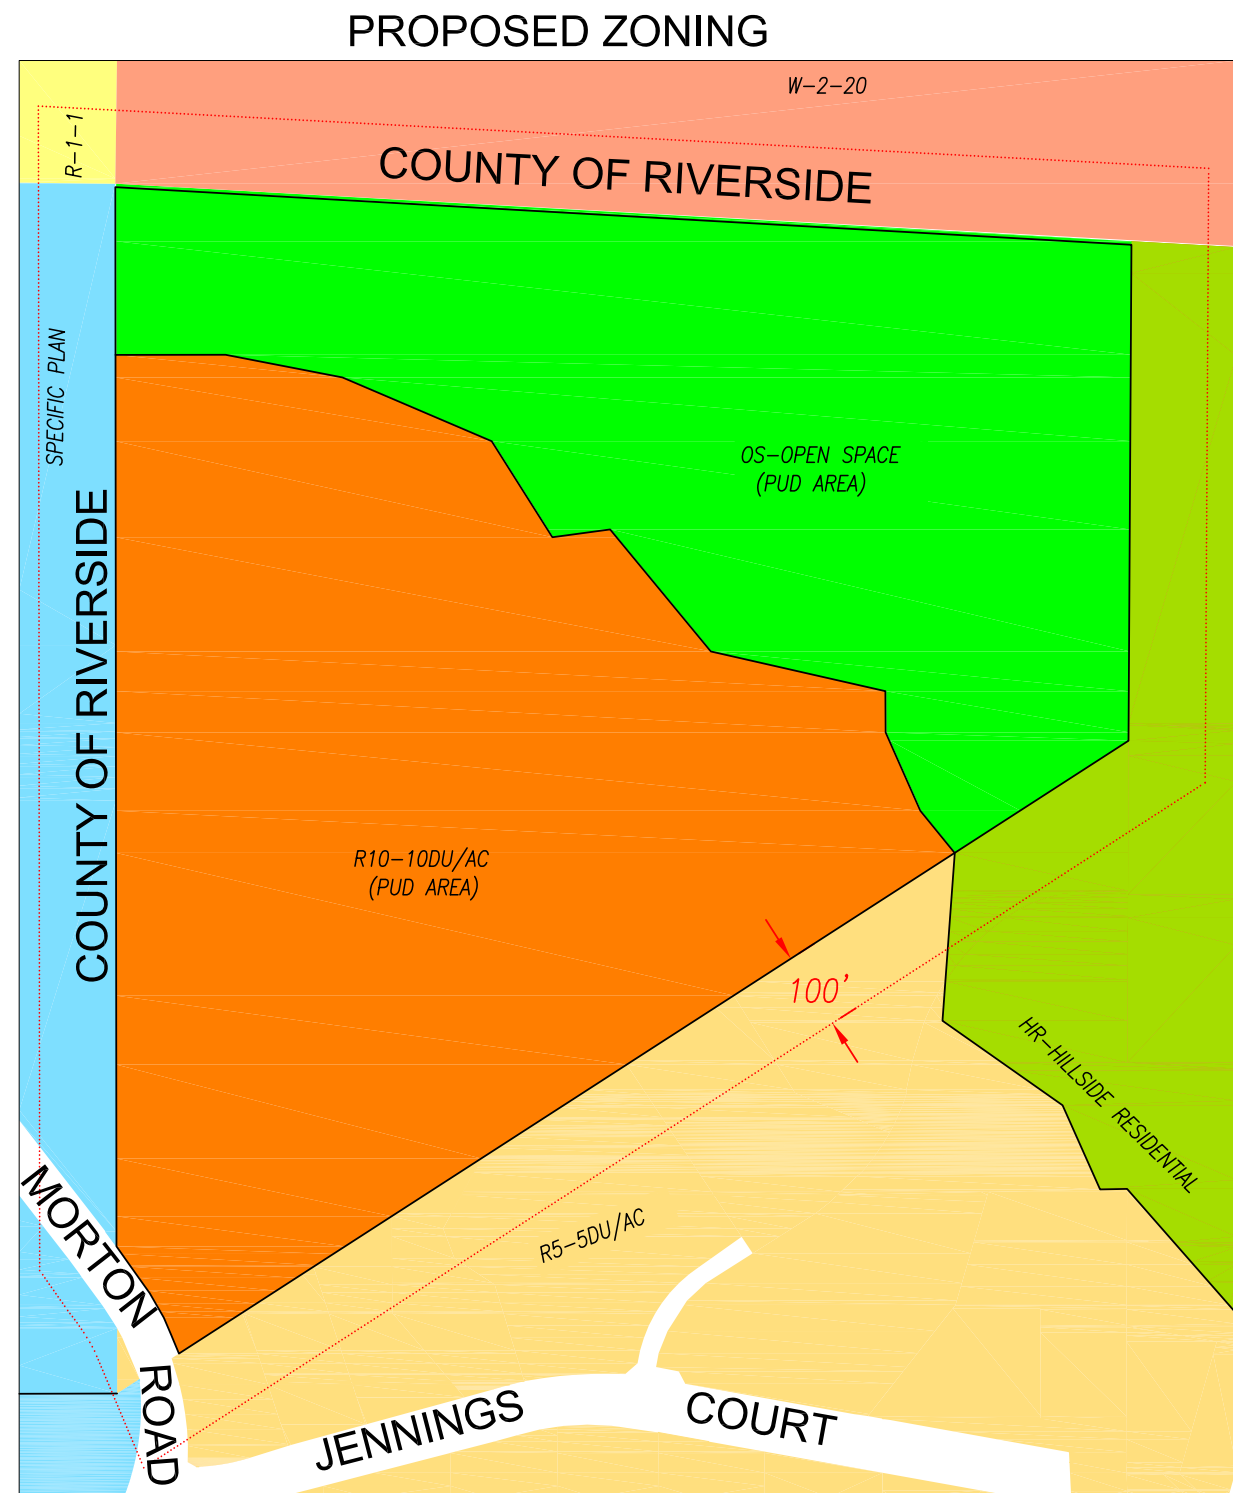 PROPOSED ZONING
W-2-20
R-1-1
COUNTY OF RIVERSIDE
SPECIFIC PLAN
COUNTY OF RIVERSIDE
OS-OPEN SPACE
(PUD AREA)
R10-10DU/AC
(PUD AREA)
100'
HR-HILLSIDE RESIDENTIAL
R5-5DU/AC
MORTON ROAD
JENNINGS COURT